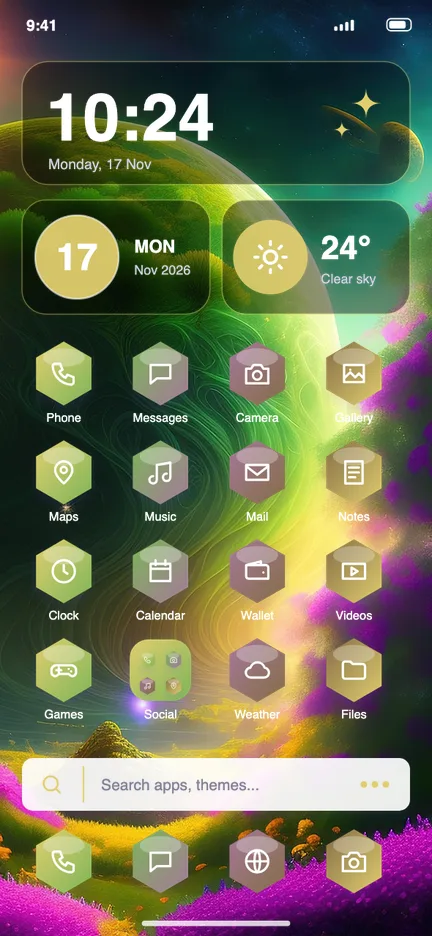 9:41
10:24
Monday, 17 Nov
17
MON
Nov 2026
24°
Clear sky
Phone
Messages
Camera
Gallery
Maps
Music
Mail
Notes
Clock
Calendar
Wallet
Videos
Games
Social
Weather
Files
Search apps, themes...